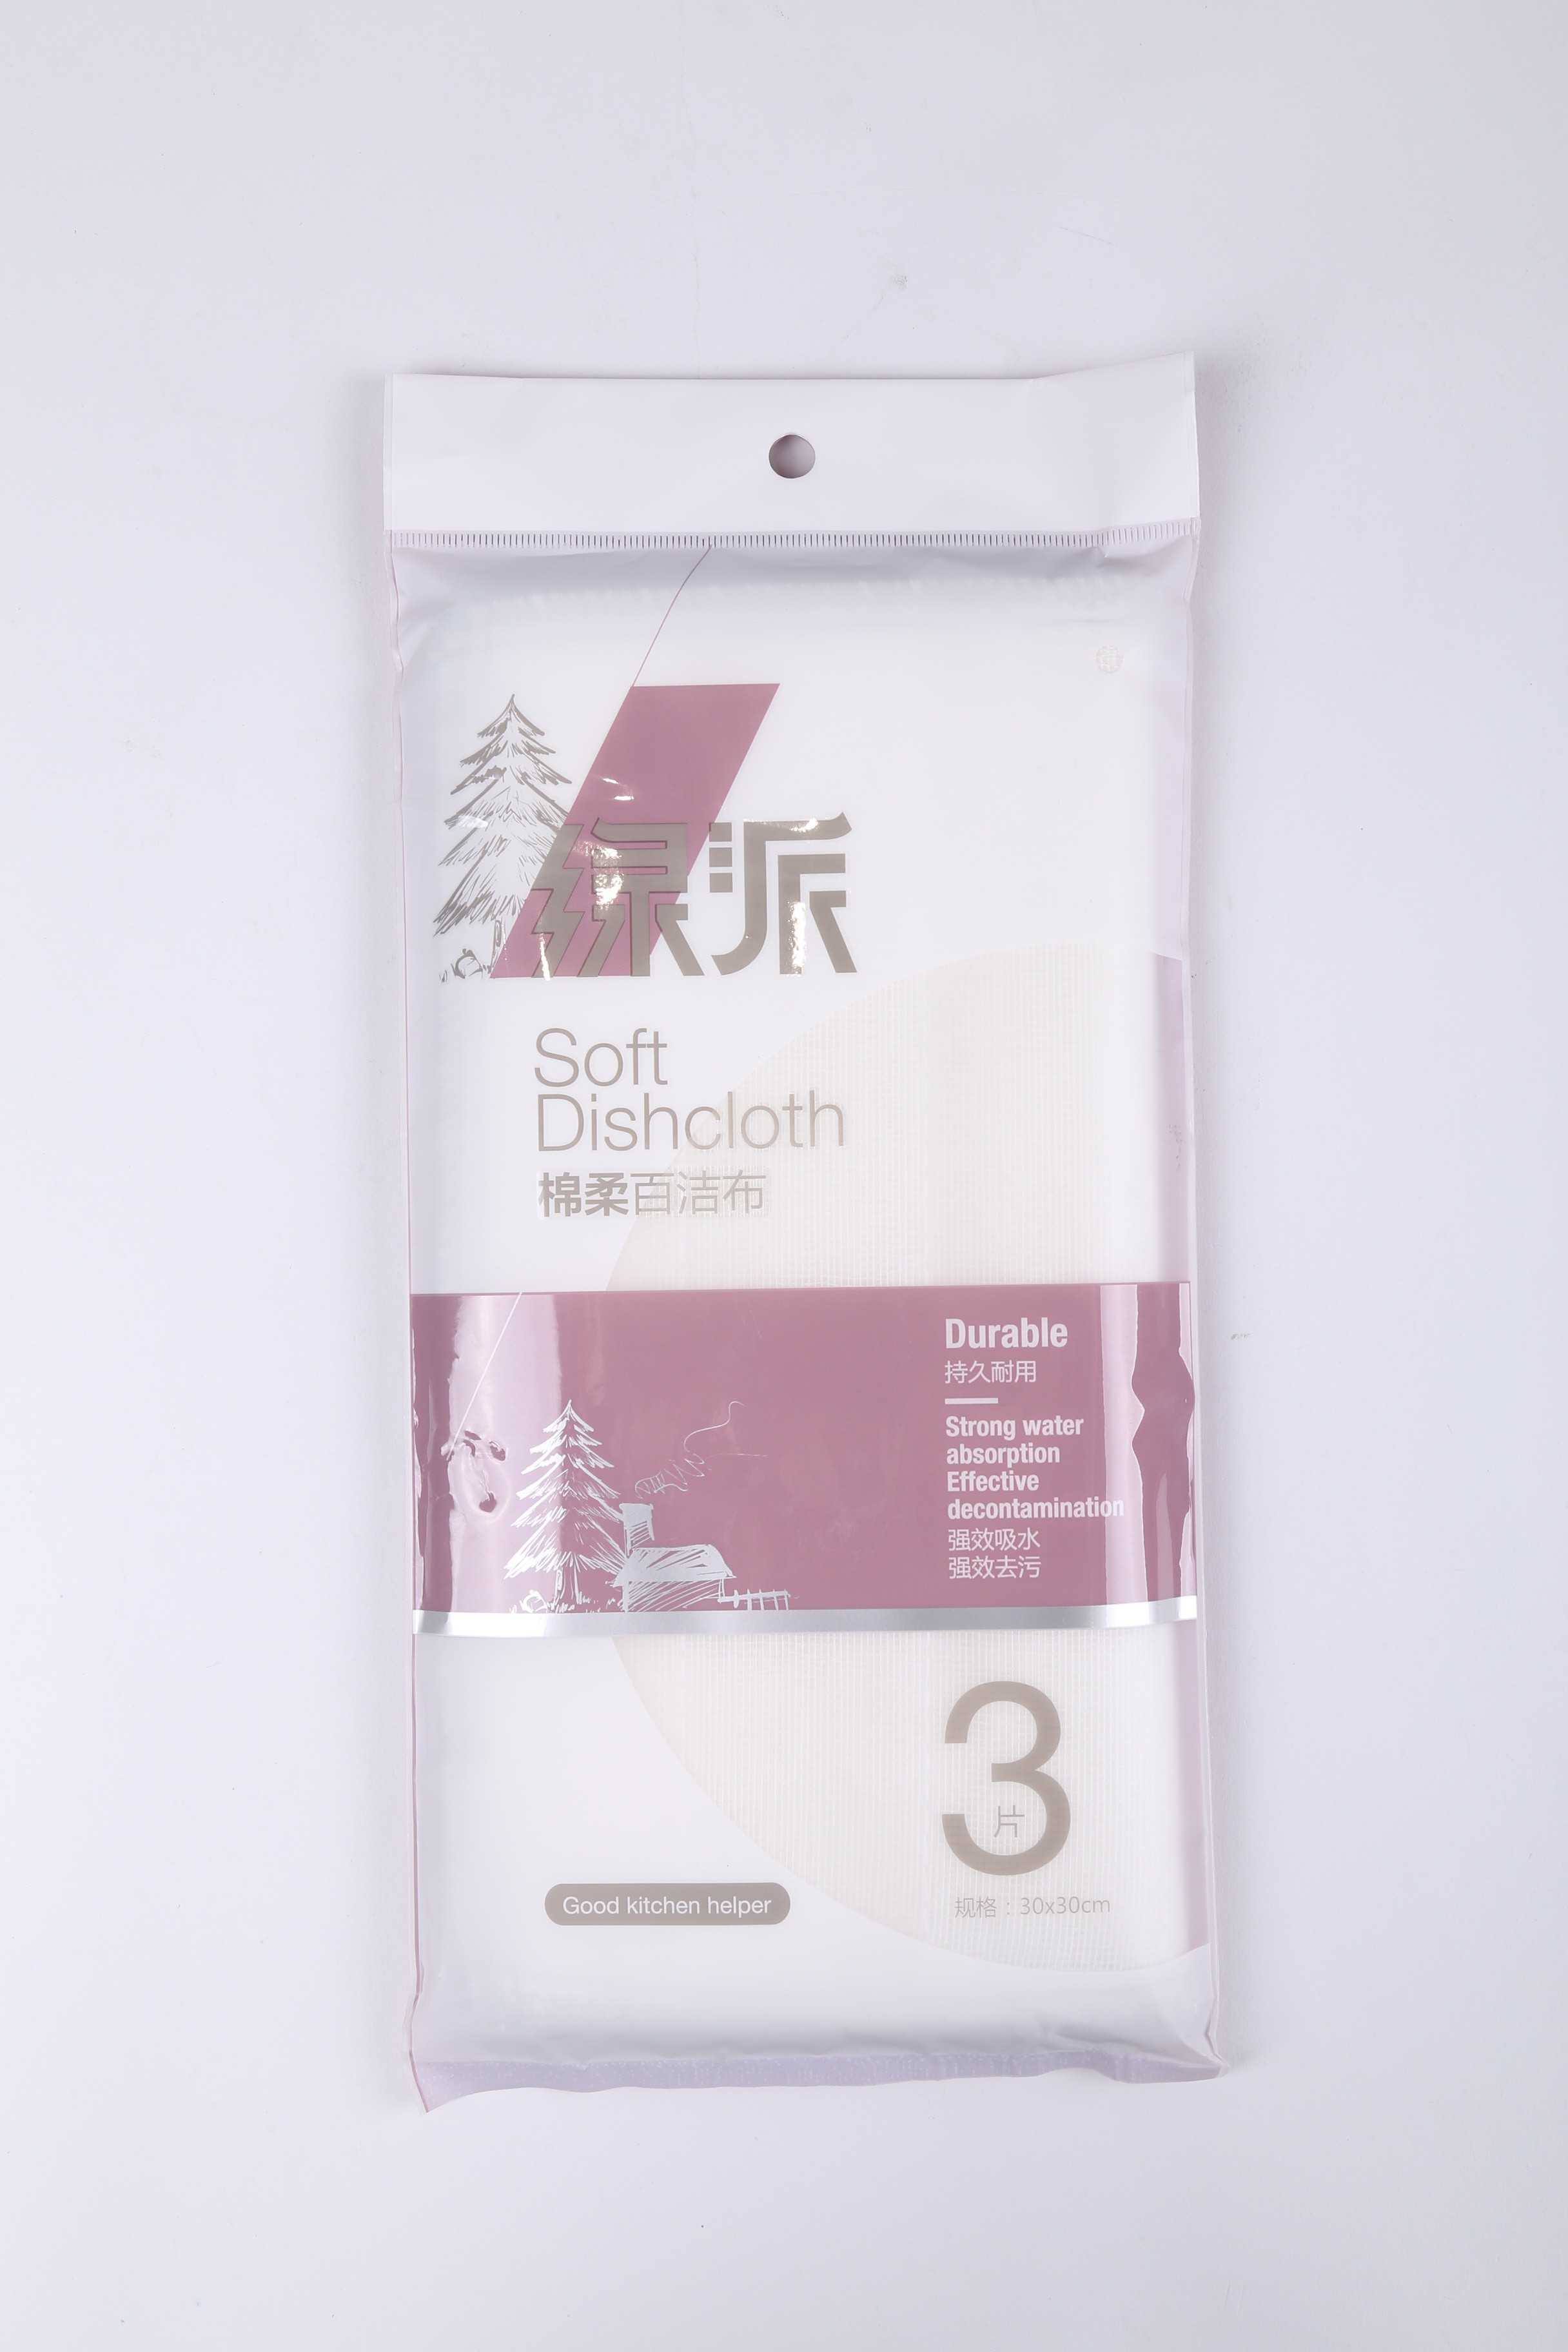 绿派
Soft
Dishcloth
棉柔百洁布
Durable
持久耐用
Strong water
absorption
Effective
decontamination
强效吸水
强效去污
3
片
规格：30x30cm
Good kitchen helper